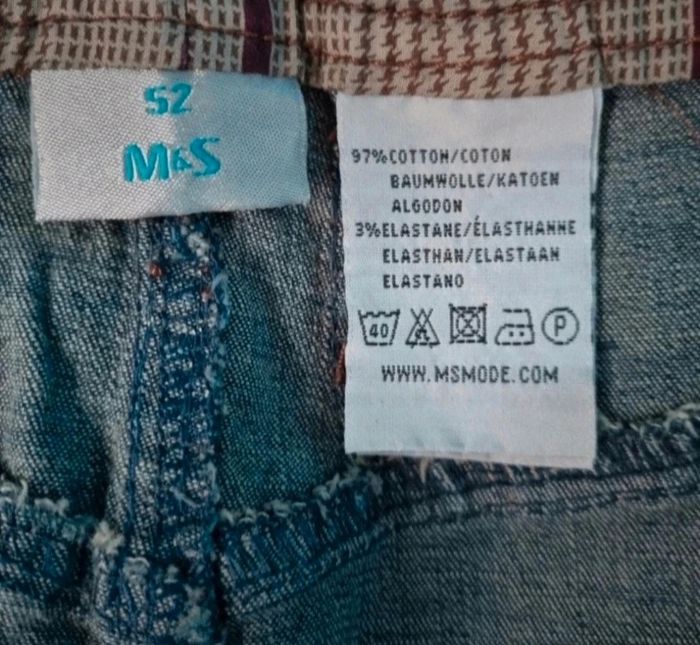 52
M&S
97%COTTON/COTON
BAUMWOLLE/KATOEN
ALGODON
3%ELASTANE/ÉLASTHANNE
ELASTHAN/ELASTAAN
ELASTANO
40
P
WWW.MSMODE.COM